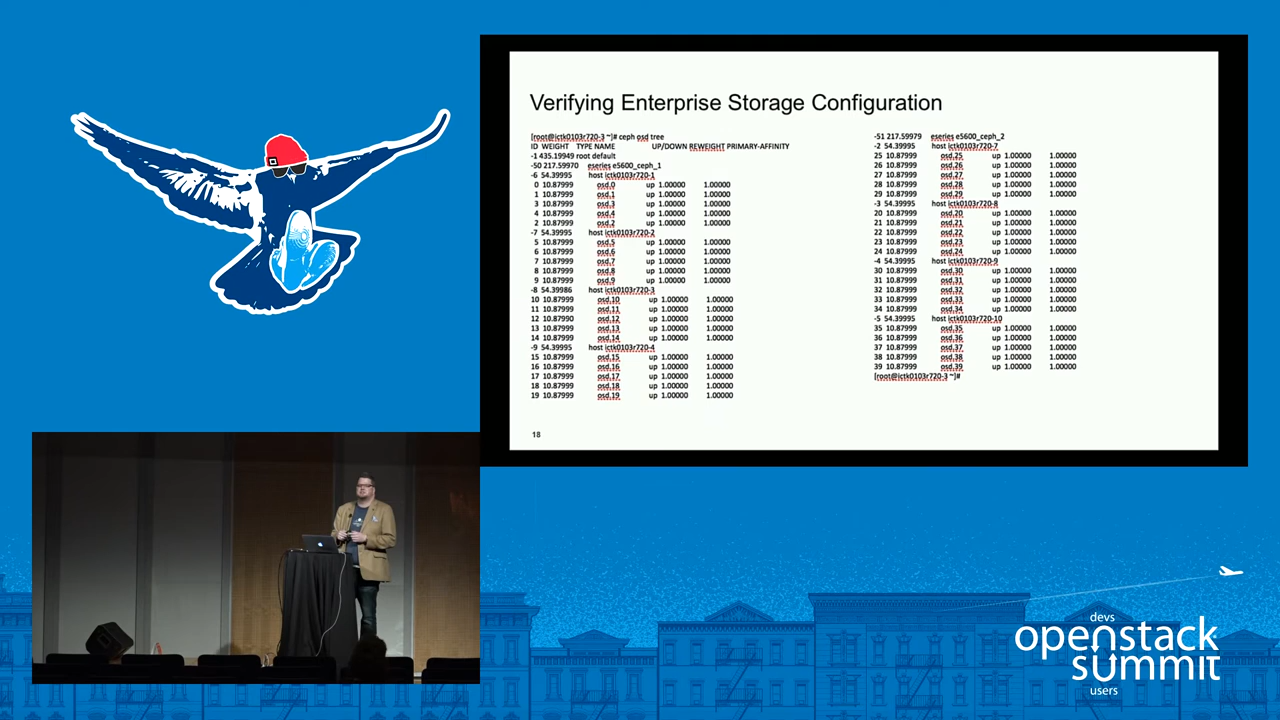 Verifying Enterprise Storage Configuration
[root@ictk0103r720-3 ~]# ceph osd tree
ID WEIGHT TYPE NAME UP/DOWN REWEIGHT PRIMARY-AFFINITY
-1 435.19949 root default
-50 217.59970 eseries e5600_ceph_1
-6 54.39995 host ictk0103r720-1
0 10.87999 osd.0 up 1.00000 1.00000
1 10.87999 osd.1 up 1.00000 1.00000
3 10.87999 osd.3 up 1.00000 1.00000
4 10.87999 osd.4 up 1.00000 1.00000
2 10.87999 osd.2 up 1.00000 1.00000
-7 54.39995 host ictk0103r720-2
5 10.87999 osd.5 up 1.00000 1.00000
6 10.87999 osd.6 up 1.00000 1.00000
7 10.87999 osd.7 up 1.00000 1.00000
8 10.87999 osd.8 up 1.00000 1.00000
9 10.87999 osd.9 up 1.00000 1.00000
-8 54.39986 host ictk0103r720-3
10 10.87999 osd.10 up 1.00000 1.00000
11 10.87999 osd.11 up 1.00000 1.00000
12 10.87990 osd.12 up 1.00000 1.00000
13 10.87999 osd.13 up 1.00000 1.00000
14 10.87999 osd.14 up 1.00000 1.00000
-9 54.39995 host ictk0103r720-4
15 10.87999 osd.15 up 1.00000 1.00000
16 10.87999 osd.16 up 1.00000 1.00000
17 10.87999 osd.17 up 1.00000 1.00000
18 10.87999 osd.18 up 1.00000 1.00000
19 10.87999 osd.19 up 1.00000 1.00000
-51 217.59979 eseries e5600_ceph_2
-2 54.39995 host ictk0103r720-7
25 10.87999 osd.25 up 1.00000 1.00000
26 10.87999 osd.26 up 1.00000 1.00000
27 10.87999 osd.27 up 1.00000 1.00000
28 10.87999 osd.28 up 1.00000 1.00000
29 10.87999 osd.29 up 1.00000 1.00000
-3 54.39995 host ictk0103r720-8
20 10.87999 osd.20 up 1.00000 1.00000
21 10.87999 osd.21 up 1.00000 1.00000
22 10.87999 osd.22 up 1.00000 1.00000
23 10.87999 osd.23 up 1.00000 1.00000
24 10.87999 osd.24 up 1.00000 1.00000
-4 54.39995 host ictk0103r720-9
30 10.87999 osd.30 up 1.00000 1.00000
31 10.87999 osd.31 up 1.00000 1.00000
32 10.87999 osd.32 up 1.00000 1.00000
33 10.87999 osd.33 up 1.00000 1.00000
34 10.87999 osd.34 up 1.00000 1.00000
-5 54.39995 host ictk0103r720-10
35 10.87999 osd.35 up 1.00000 1.00000
36 10.87999 osd.36 up 1.00000 1.00000
37 10.87999 osd.37 up 1.00000 1.00000
38 10.87999 osd.38 up 1.00000 1.00000
39 10.87999 osd.39 up 1.00000 1.00000
[root@ictk0103r720-3 ~]#
18
devs
openstack
summit
users